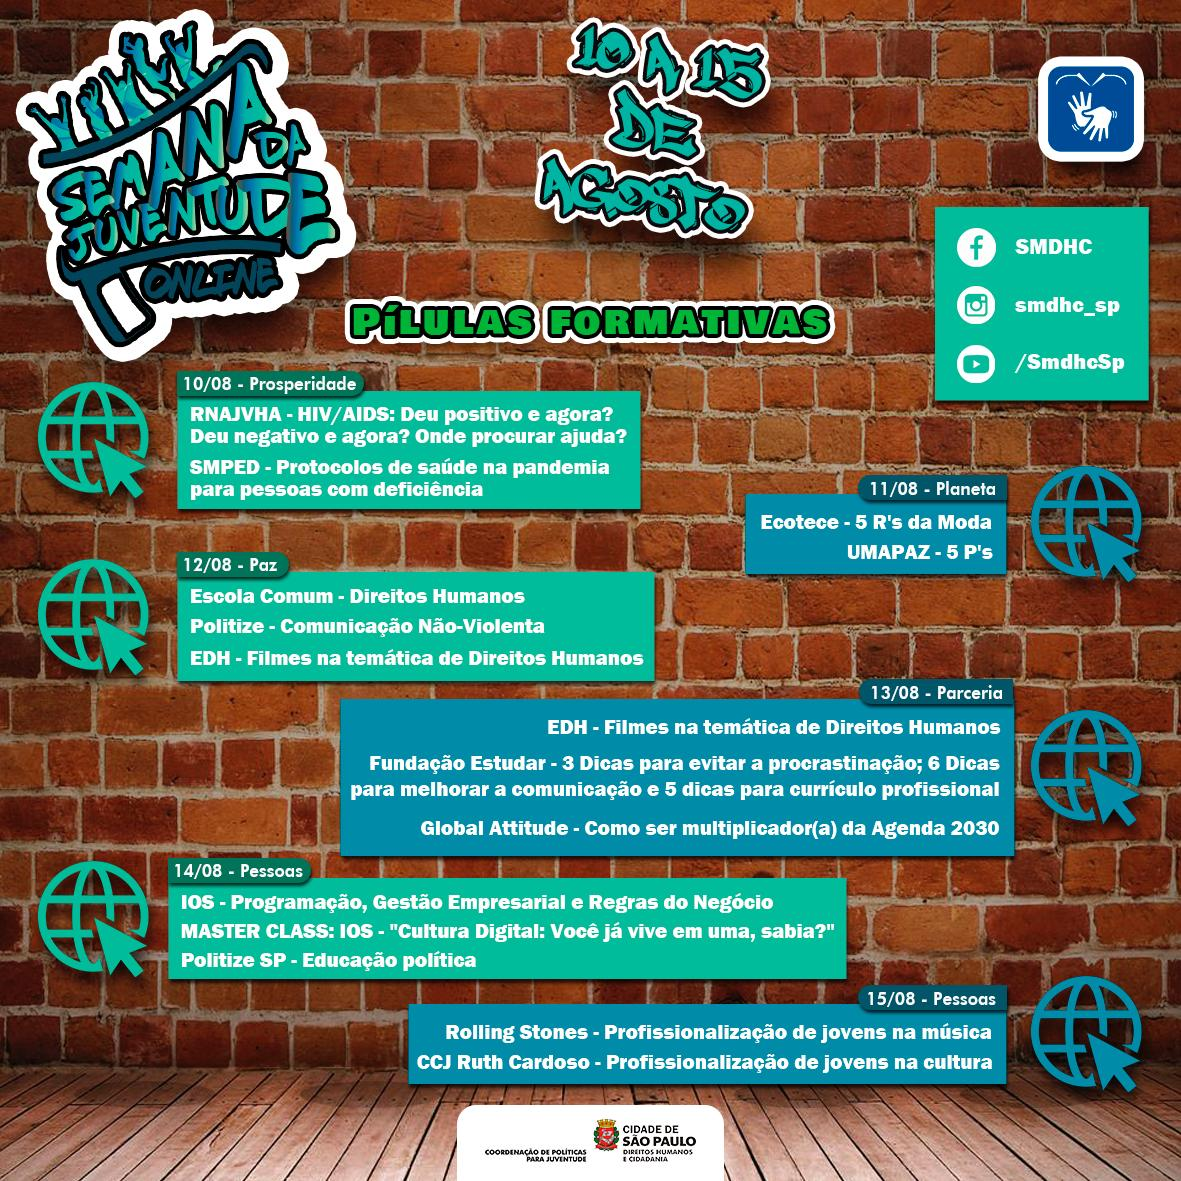 SEMANA DA
JUVENTUDE
ONLINE
10 A 15
DE
AGOSTO
SMDHC
smdhc_sp
/SmdhcSp
PÍLULAS FORMATIVAS
10/08 - Prosperidade
RNAJVHA - HIV/AIDS: Deu positivo e agora?
Deu negativo e agora? Onde procurar ajuda?
SMPED - Protocolos de saúde na pandemia
para pessoas com deficiência
11/08 - Planeta
Ecotece - 5 R's da Moda
UMAPAZ - 5 P's
12/08 - Paz
Escola Comum - Direitos Humanos
Politize - Comunicação Não-Violenta
EDH - Filmes na temática de Direitos Humanos
13/08 - Parceria
EDH - Filmes na temática de Direitos Humanos
Fundação Estudar - 3 Dicas para evitar a procrastinação; 6 Dicas
para melhorar a comunicação e 5 dicas para currículo profissional
Global Attitude - Como ser multiplicador(a) da Agenda 2030
14/08 - Pessoas
IOS - Programação, Gestão Empresarial e Regras do Negócio
MASTER CLASS: IOS - "Cultura Digital: Você já vive em uma, sabia?"
Politize SP - Educação política
15/08 - Pessoas
Rolling Stones - Profissionalização de jovens na música
CCJ Ruth Cardoso - Profissionalização de jovens na cultura
COORDENAÇÃO DE POLÍTICAS
PARA JUVENTUDE
CIDADE DE
SÃO PAULO
DIREITOS HUMANOS
E CIDADANIA